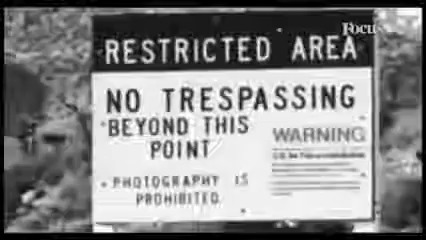 Focus
RESTRICTED AREA
NO TRESPASSING
BEYOND THIS
POINT
PHOTOGRAPHY IS
PROHIBITED
WARNING